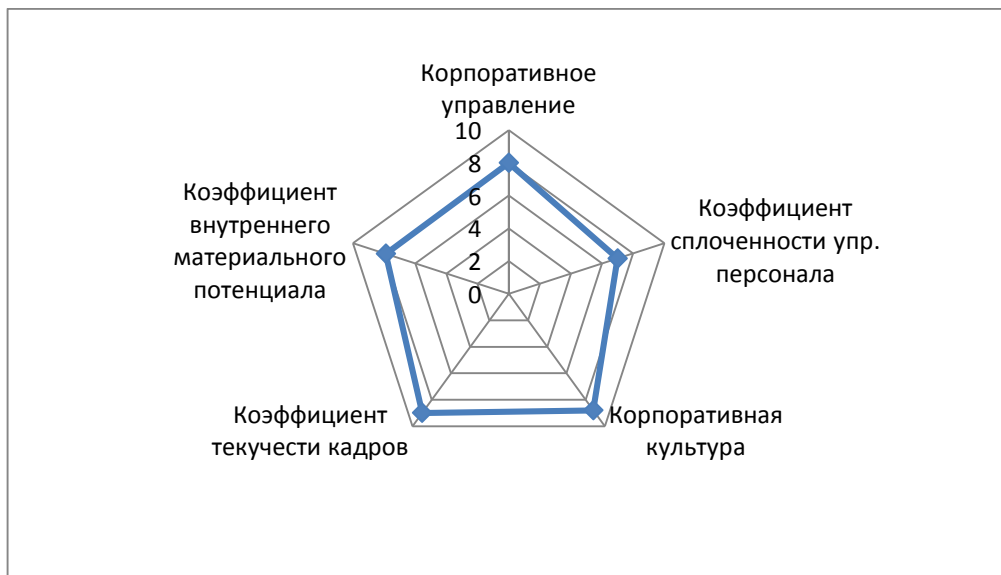 Корпоративное
управление
10
8
6
4
2
0
Коэффициент
сплоченности упр.
персонала
Корпоративная
культура
Коэффициент
текучести кадров
Коэффициент
внутреннего
материального
потенциала